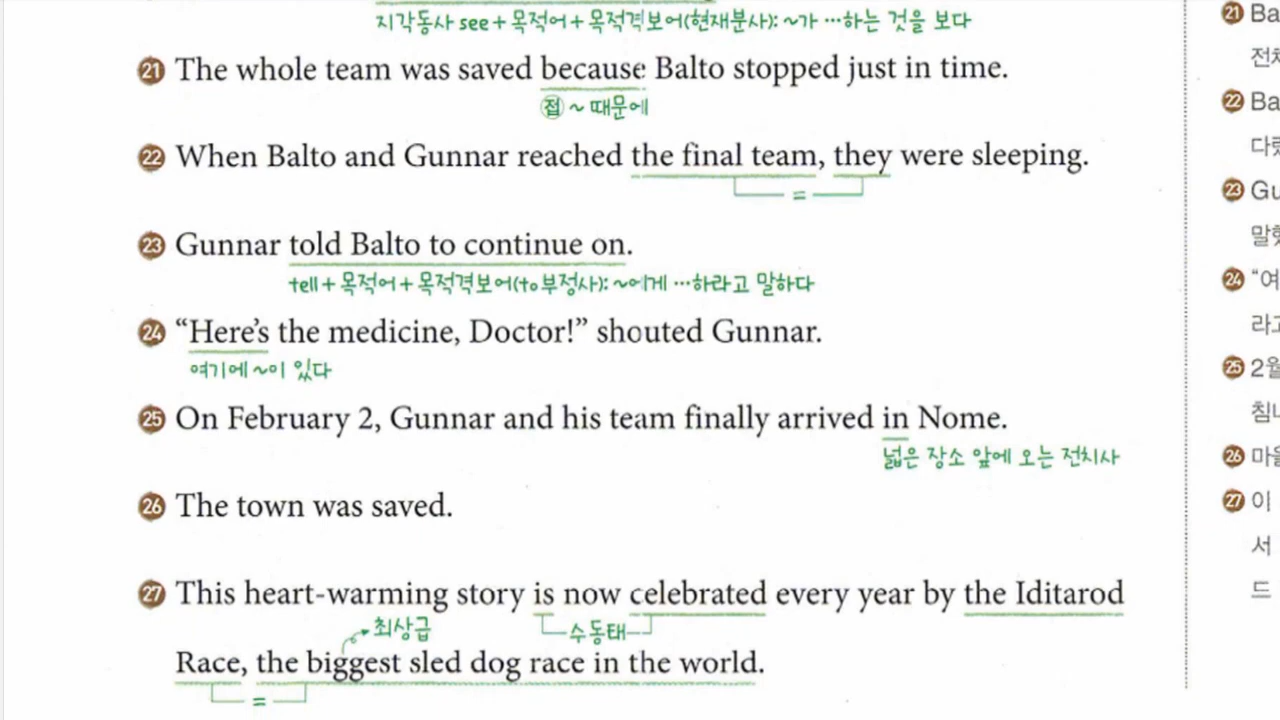 지각동사 see + 목적어 + 목적격보어(현재분사): ~가 …하는 것을 보다
21 The whole team was saved because Balto stopped just in time.
접 ~ 때문에
22 When Balto and Gunnar reached the final team, they were sleeping.
=
23 Gunnar told Balto to continue on.
tell + 목적어 + 목적격보어(to부정사): ~에게 …하라고 말하다
24 “Here’s the medicine, Doctor!” shouted Gunnar.
여기에 ~이 있다
25 On February 2, Gunnar and his team finally arrived in Nome.
넓은 장소 앞에 오는 전치사
26 The town was saved.
27 This heart-warming story is now celebrated every year by the Iditarod
최상급 수동태
Race, the biggest sled dog race in the world.
=
21 Ba
22 Ba
23 Gu
24 “여
라고
25 2월
26 마을
27 이
서
드